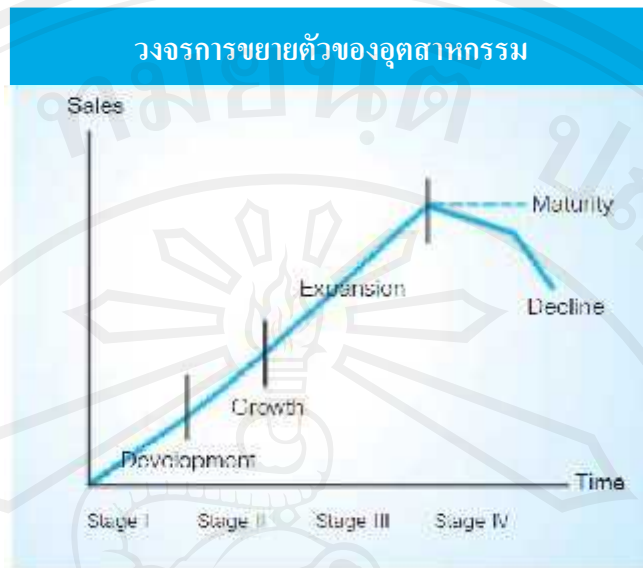 วงจรการขยายตัวของอุตสาหกรรม
Sales
Maturity
Expansion
Decline
Growth
Development
Time
Stage I Stage II Stage III Stage IV